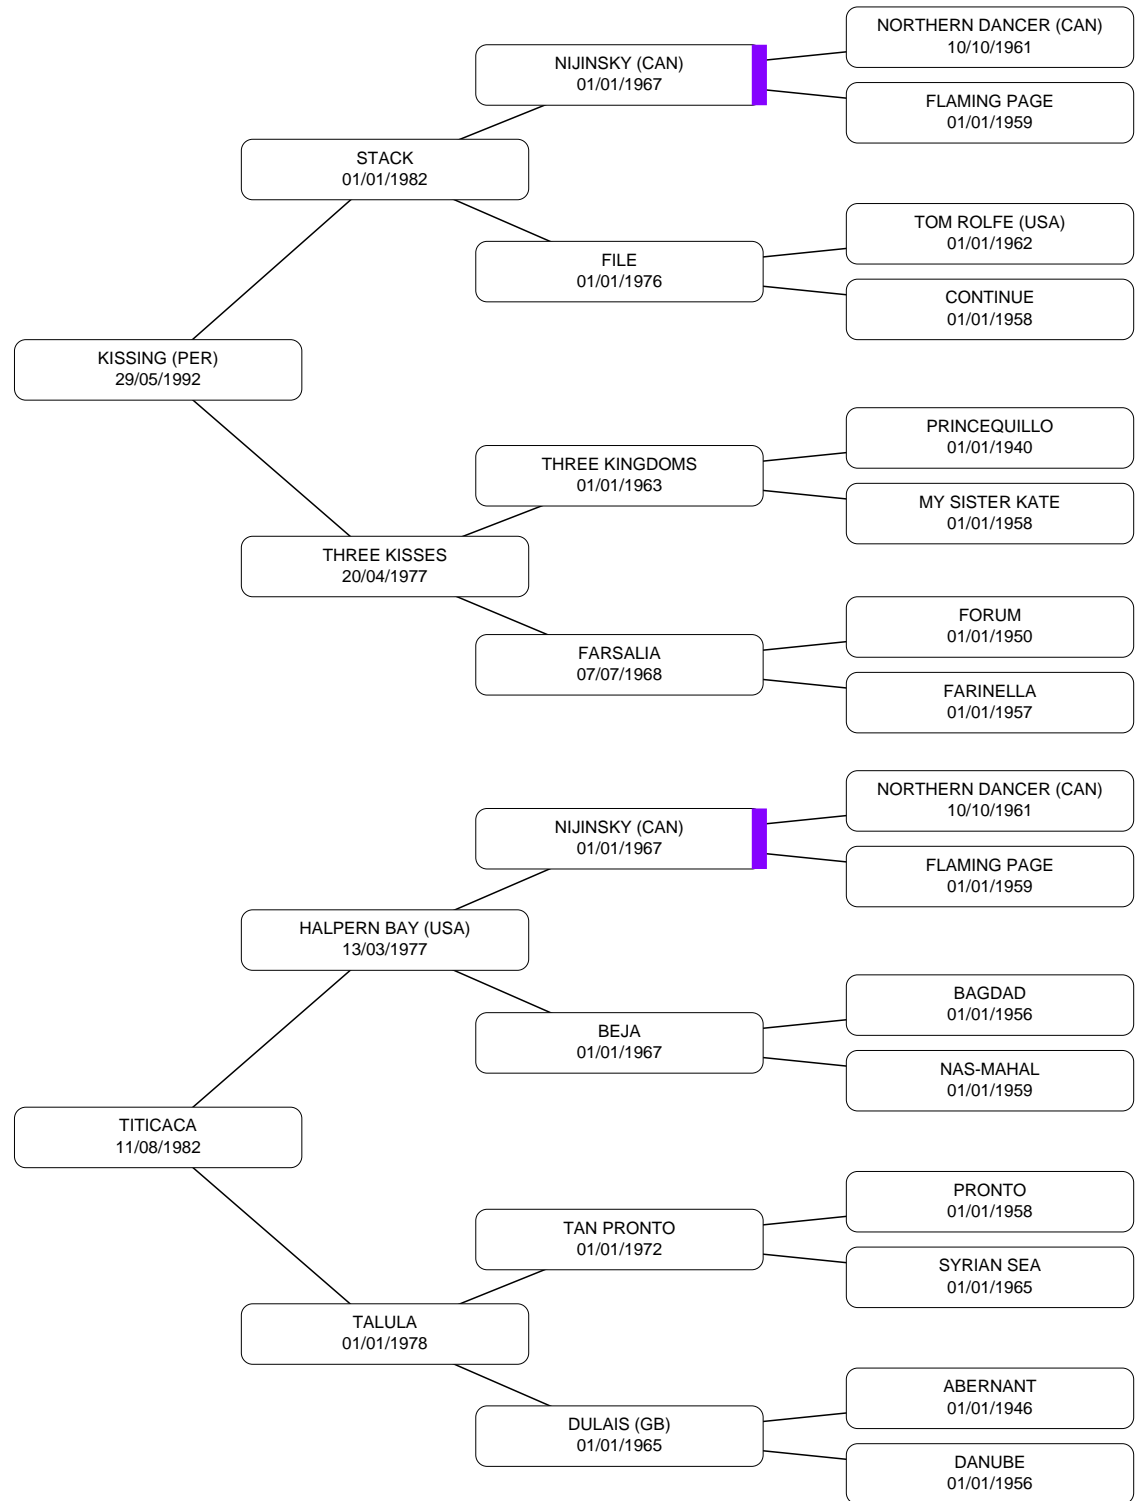 NORTHERN DANCER (CAN)
10/10/1961
NIJINSKY (CAN)
01/01/1967
FLAMING PAGE
01/01/1959
STACK
01/01/1982
TOM ROLFE (USA)
01/01/1962
FILE
01/01/1976
CONTINUE
01/01/1958
KISSING (PER)
29/05/1992
PRINCEQUILLO
01/01/1940
THREE KINGDOMS
01/01/1963
MY SISTER KATE
01/01/1958
THREE KISSES
20/04/1977
FORUM
01/01/1950
FARSALIA
07/07/1968
FARINELLA
01/01/1957
NORTHERN DANCER (CAN)
10/10/1961
NIJINSKY (CAN)
01/01/1967
FLAMING PAGE
01/01/1959
HALPERN BAY (USA)
13/03/1977
BAGDAD
01/01/1956
BEJA
01/01/1967
NAS-MAHAL
01/01/1959
TITICACA
11/08/1982
PRONTO
01/01/1958
TAN PRONTO
01/01/1972
SYRIAN SEA
01/01/1965
TALULA
01/01/1978
ABERNANT
01/01/1946
DULAIS (GB)
01/01/1965
DANUBE
01/01/1956